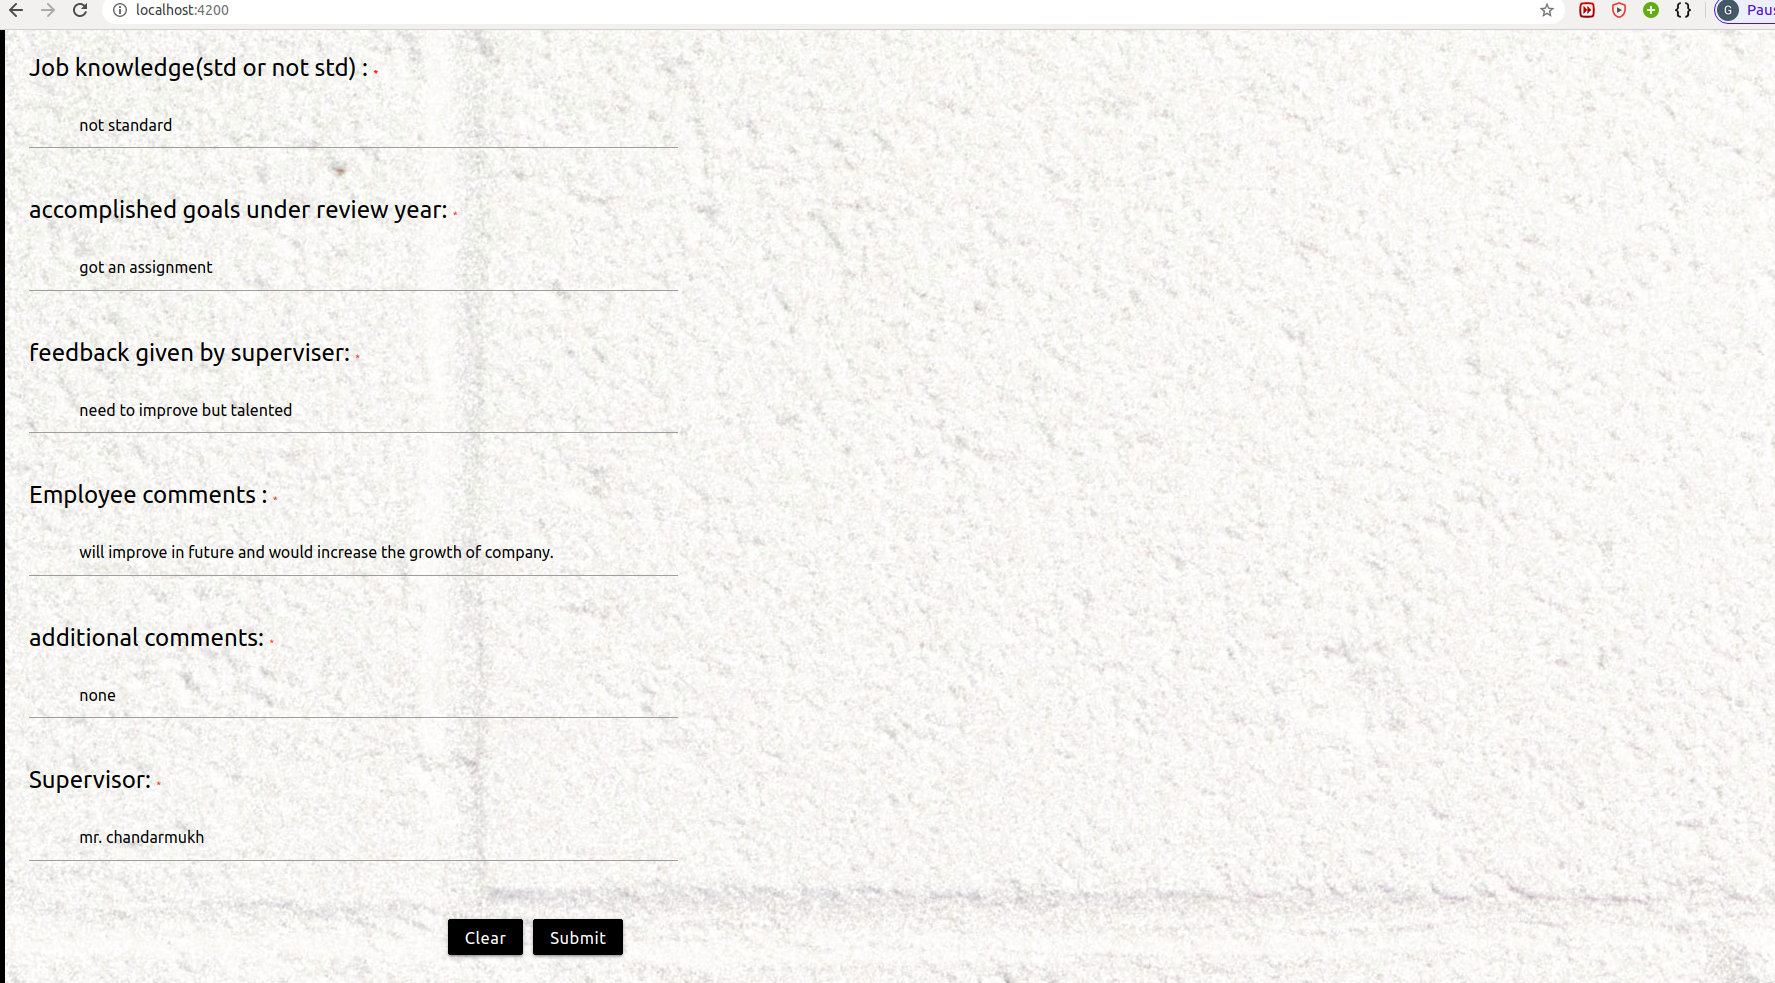 localhost:4200
G
Paus
Job knowledge(std or not std) : *
not standard
accomplished goals under review year: *
got an assignment
feedback given by superviser: *
need to improve but talented
Employee comments : *
will improve in future and would increase the growth of company.
additional comments: *
none
Supervisor: *
mr. chandarmukh
Clear Submit